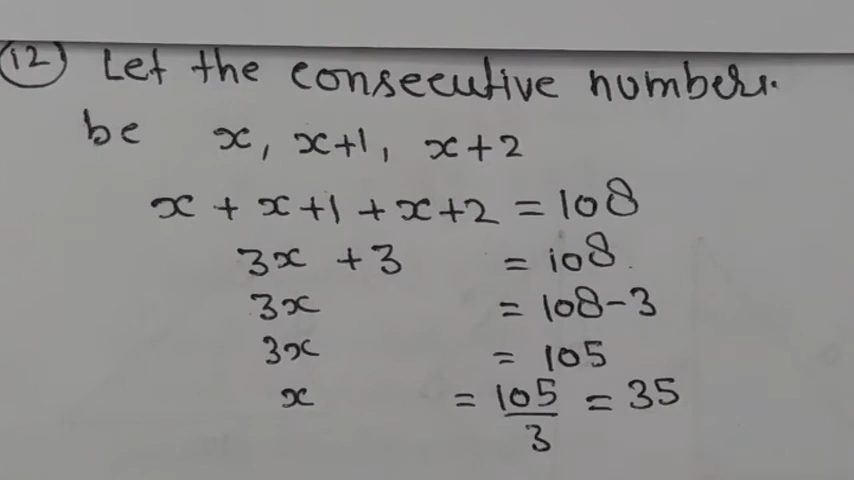 12 Let the consecutive numbers.
be x, x+1, x+2
x + x+1 + x+2 = 108
3x + 3 = 108.
3x = 108-3
3x = 105
x = 105/3 = 35